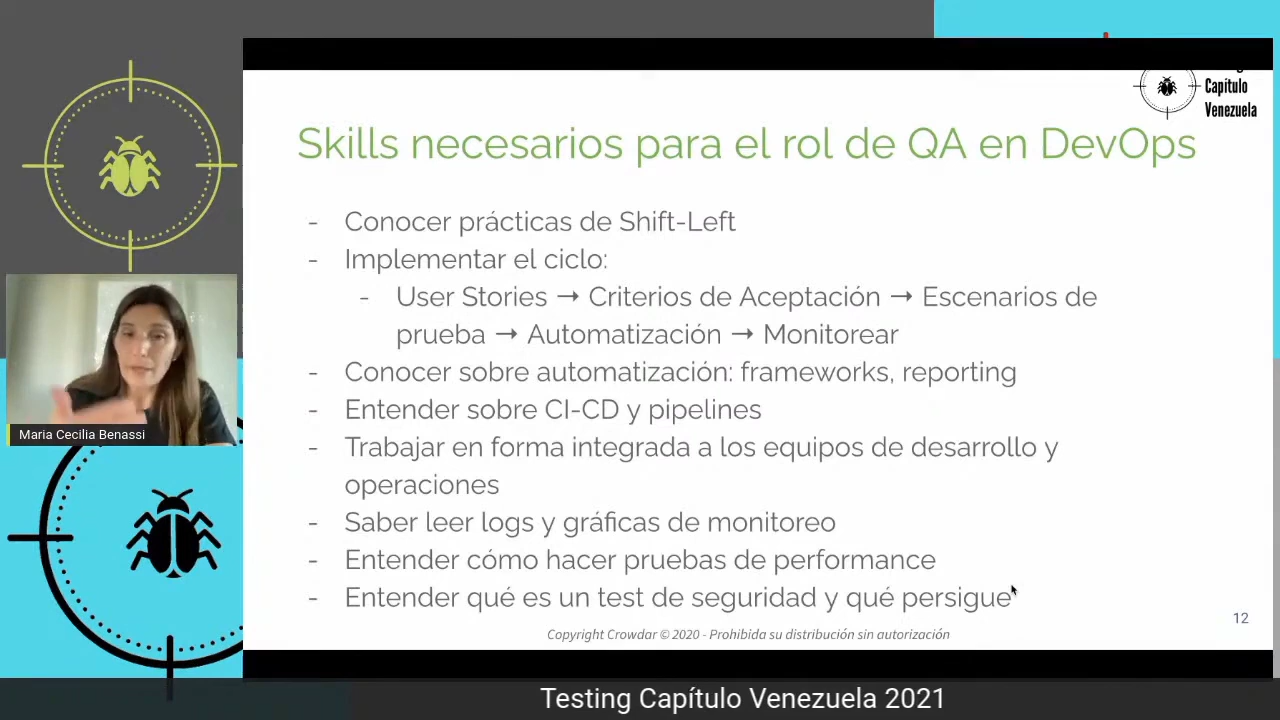 Capítulo
Venezuela
Skills necesarios para el rol de QA en DevOps
- Conocer prácticas de Shift-Left
- Implementar el ciclo:
- User Stories → Criterios de Aceptación → Escenarios de
prueba → Automatización → Monitorear
- Conocer sobre automatización: frameworks, reporting
- Entender sobre CI-CD y pipelines
- Trabajar en forma integrada a los equipos de desarrollo y
operaciones
- Saber leer logs y gráficas de monitoreo
- Entender cómo hacer pruebas de performance
- Entender qué es un test de seguridad y qué persigue
12
Copyright Crowdar © 2020 - Prohibida su distribución sin autorización
Maria Cecilia Benassi
Testing Capítulo Venezuela 2021